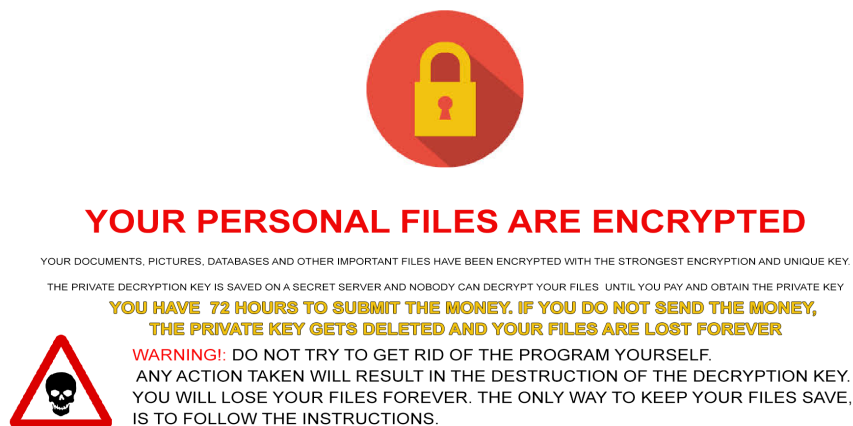 YOUR PERSONAL FILES ARE ENCRYPTED
YOUR DOCUMENTS, PICTURES, DATABASES AND OTHER IMPORTANT FILES HAVE BEEN ENCRYPTED WITH THE STRONGEST ENCRYPTION AND UNIQUE KEY.
THE PRIVATE DECRYPTION KEY IS SAVED ON A SECRET SERVER AND NOBODY CAN DECRYPT YOUR FILES UNTIL YOU PAY AND OBTAIN THE PRIVATE KEY
YOU HAVE 72 HOURS TO SUBMIT THE MONEY. IF YOU DO NOT SEND THE MONEY,
THE PRIVATE KEY GETS DELETED AND YOUR FILES ARE LOST FOREVER
WARNING!: DO NOT TRY TO GET RID OF THE PROGRAM YOURSELF.
ANY ACTION TAKEN WILL RESULT IN THE DESTRUCTION OF THE DECRYPTION KEY.
YOU WILL LOSE YOUR FILES FOREVER. THE ONLY WAY TO KEEP YOUR FILES SAVE,
IS TO FOLLOW THE INSTRUCTIONS.